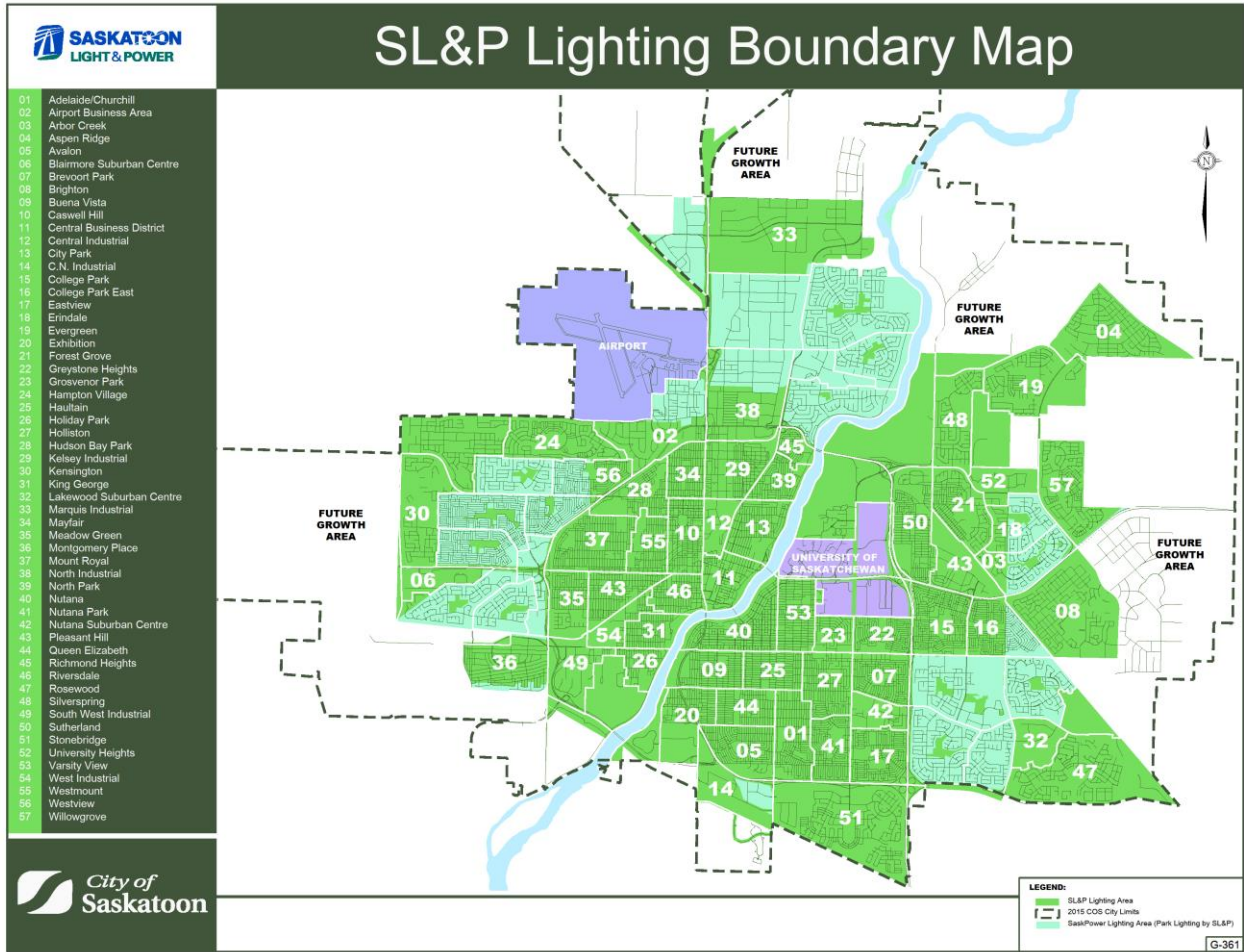 SASKATOON
LIGHT & POWER
SL&P Lighting Boundary Map
01 Adelaide/Churchill
02 Airport Business Area
03 Arbor Creek
04 Aspen Ridge
05 Avalon
06 Blairmore Suburban Centre
07 Brevoort Park
08 Brighton
09 Buena Vista
10 Caswell Hill
11 Central Business District
12 Central Industrial
13 City Park
14 C.N. Industrial
15 College Park
16 College Park East
17 Eastview
18 Erindale
19 Evergreen
20 Exhibition
21 Forest Grove
22 Greystone Heights
23 Grosvenor Park
24 Hampton Village
25 Haultain
26 Holiday Park
27 Holliston
28 Hudson Bay Park
29 Kelsey Industrial
30 Kensington
31 King George
32 Lakewood Suburban Centre
33 Marquis Industrial
34 Mayfair
35 Meadow Green
36 Montgomery Place
37 Mount Royal
38 North Industrial
39 North Park
40 Nutana
41 Nutana Park
42 Nutana Suburban Centre
43 Pleasant Hill
44 Queen Elizabeth
45 Richmond Heights
46 Riversdale
47 Rosewood
48 Silverspring
49 South West Industrial
50 Sutherland
51 Stonebridge
52 University Heights
53 Varsity View
54 West Industrial
55 Westmount
56 Westview
57 Willowgrove
City of
Saskatoon
FUTURE
GROWTH
AREA
N
33
FUTURE
GROWTH
AREA
04
AIRPORT
19
38
48
24
02
45
56
34
29
39
52
57
28
21
30
FUTURE
GROWTH
AREA
10
12
13
50
18
37
55
FUTURE
GROWTH
AREA
UNIVERSITY OF
SASKATCHEWAN
43
03
06
11
35
43
46
53
08
40
15
16
54
31
23
22
36
49
26
09
25
27
07
20
44
42
01
41
32
05
17
47
14
51
LEGEND:
SL&P Lighting Area
2015 COS City Limits
SaskPower Lighting Area (Park Lighting by SL&P)
G-361